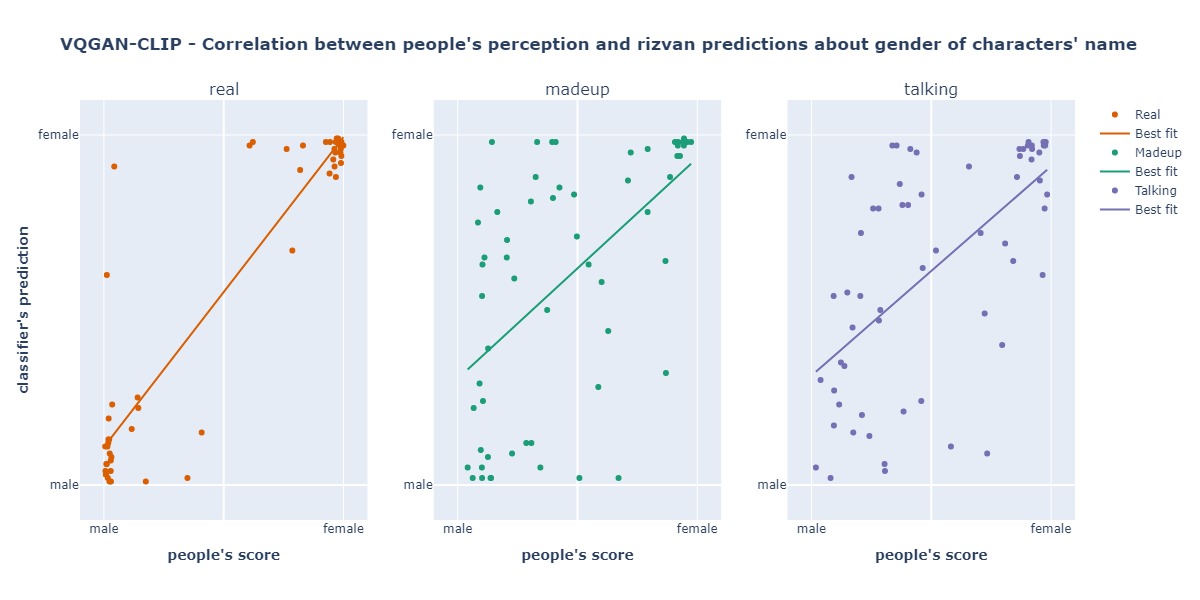 VQGAN-CLIP - Correlation between people's perception and rizvan predictions about gender of characters' name
real
madeup
talking
female
female
female
male
male
male
classifier's prediction
male
female
male
female
male
female
people's score
people's score
people's score
Real
Best fit
Madeup
Best fit
Talking
Best fit